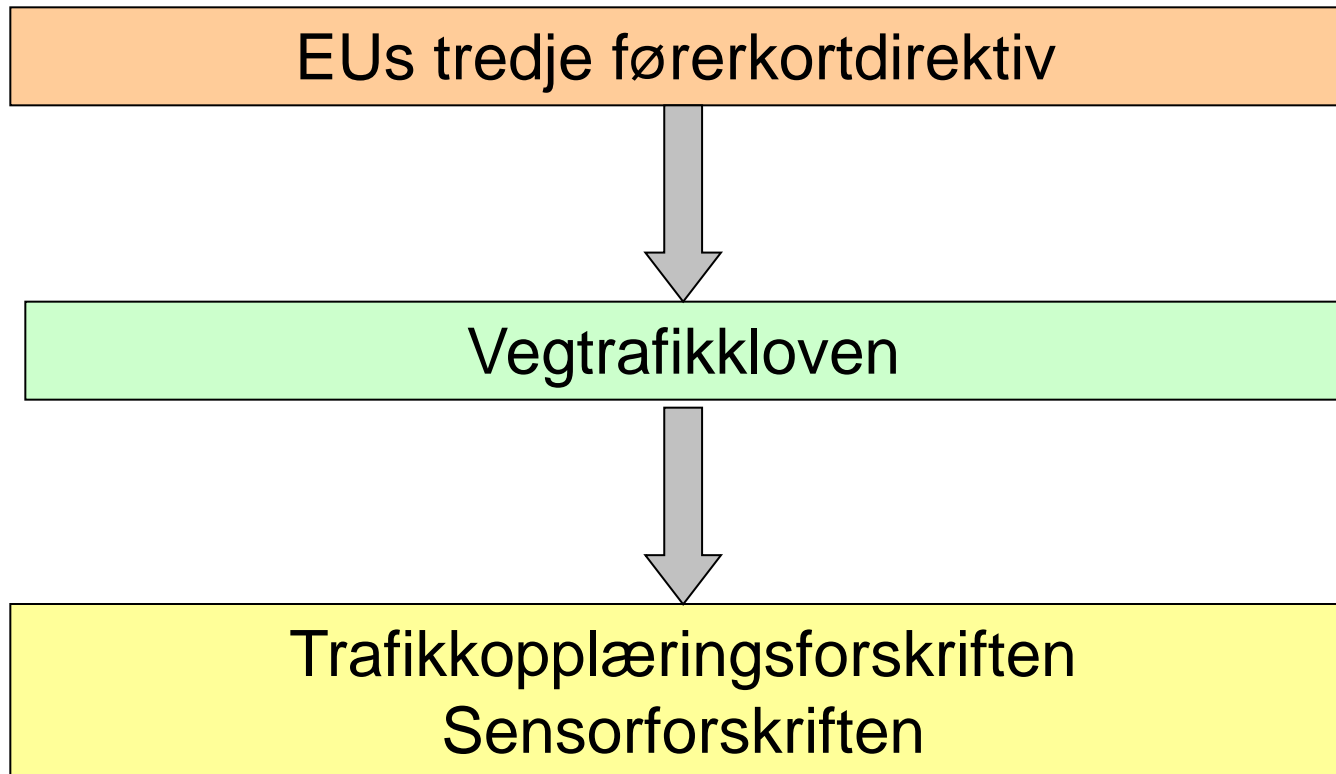 EUs tredje førerkortdirektiv
Vegtrafikkloven
Trafikkopplæringsforskriften
Sensorforskriften